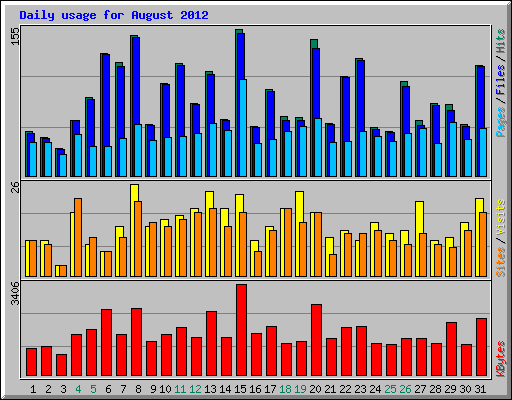 Daily usage for August 2012
155
Pages / Files / Hits
26
Sites / Visits
3406
KBytes
1 2 3 4 5 6 7 8 9 10 11 12 13 14 15 16 17 18 19 20 21 22 23 24 25 26 27 28 29 30 31